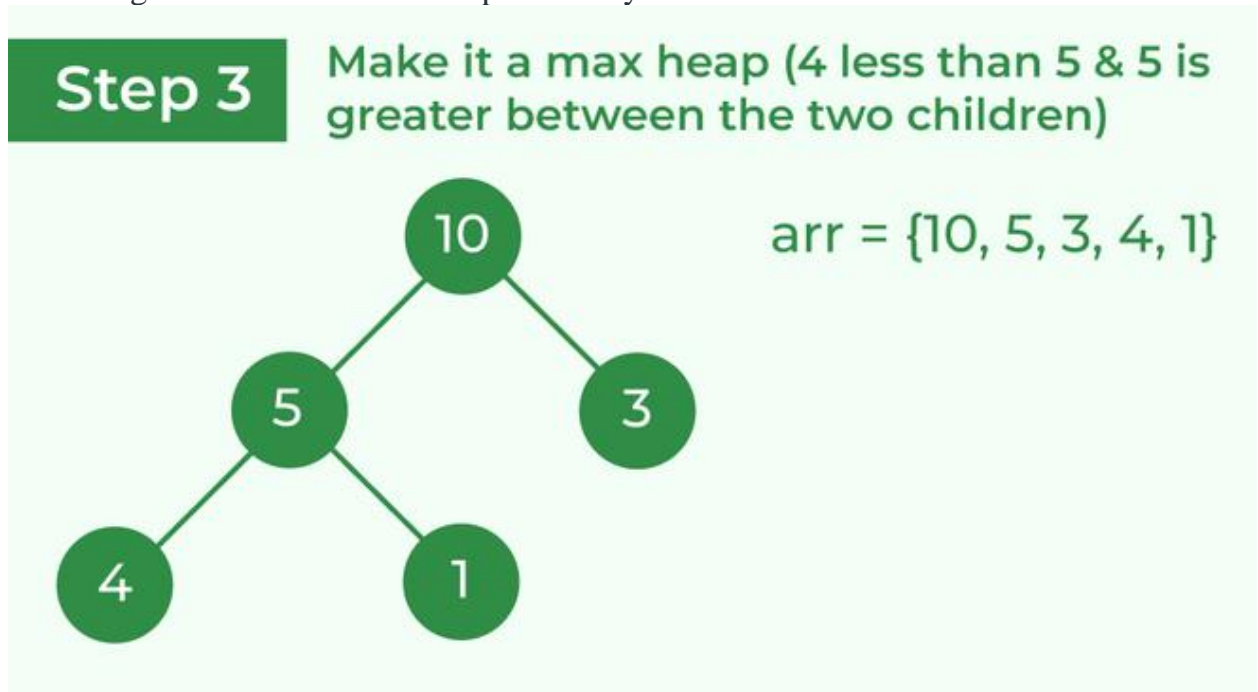 Step 3
Make it a max heap (4 less than 5 & 5 is
greater between the two children)
10
arr = {10, 5, 3, 4, 1}
5
3
4
1